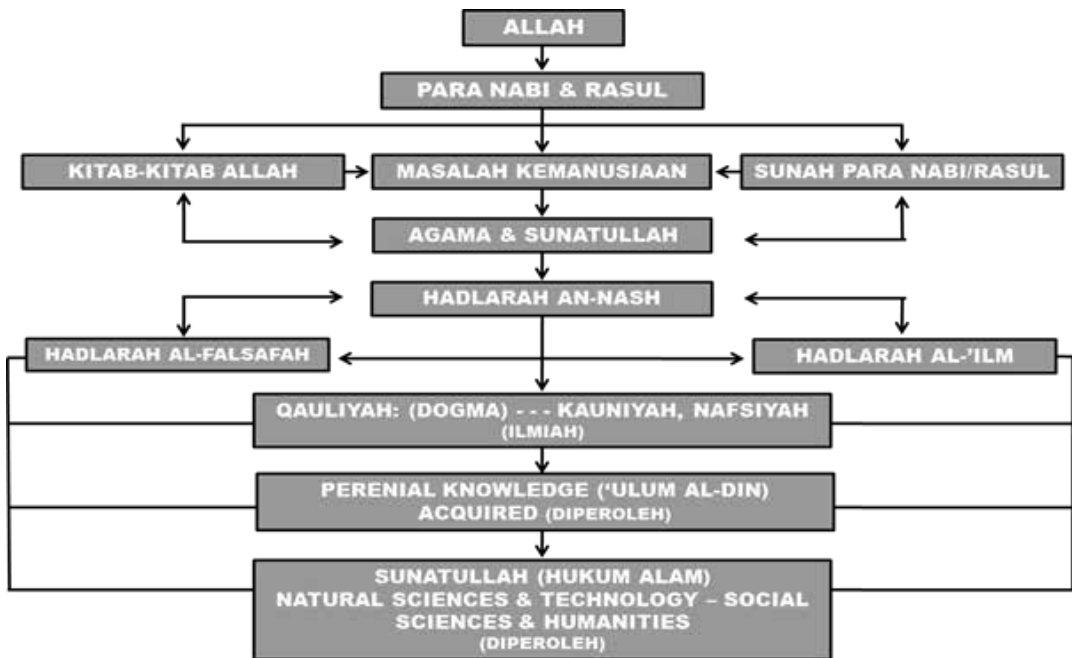 ALLAH
PARA NABI & RASUL
KITAB-KITAB ALLAH
MASALAH KEMANUSIAAN
SUNAH PARA NABI/RASUL
AGAMA & SUNATULLAH
HADLARAH AN-NASH
HADLARAH AL-FALSAFAH
HADLARAH AL-’ILM
QAULIYAH: (DOGMA) - - - KAUNIYAH, NAFSIYAH
(ILMIAH)
PERENIAL KNOWLEDGE (‘ULUM AL-DIN)
ACQUIRED (DIPEROLEH)
SUNATULLAH (HUKUM ALAM)
NATURAL SCIENCES & TECHNOLOGY – SOCIAL
SCIENCES & HUMANITIES
(DIPEROLEH)